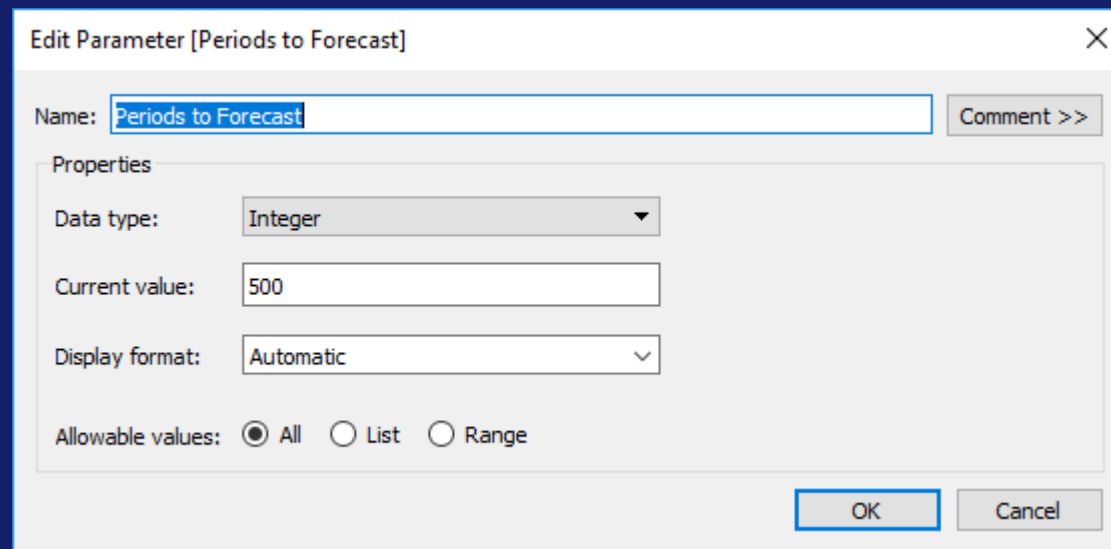 Edit Parameter [Periods to Forecast]
Name: Periods to Forecast Comment >>
Properties
Data type: Integer
Current value: 500
Display format: Automatic
Allowable values: All List Range
OK Cancel